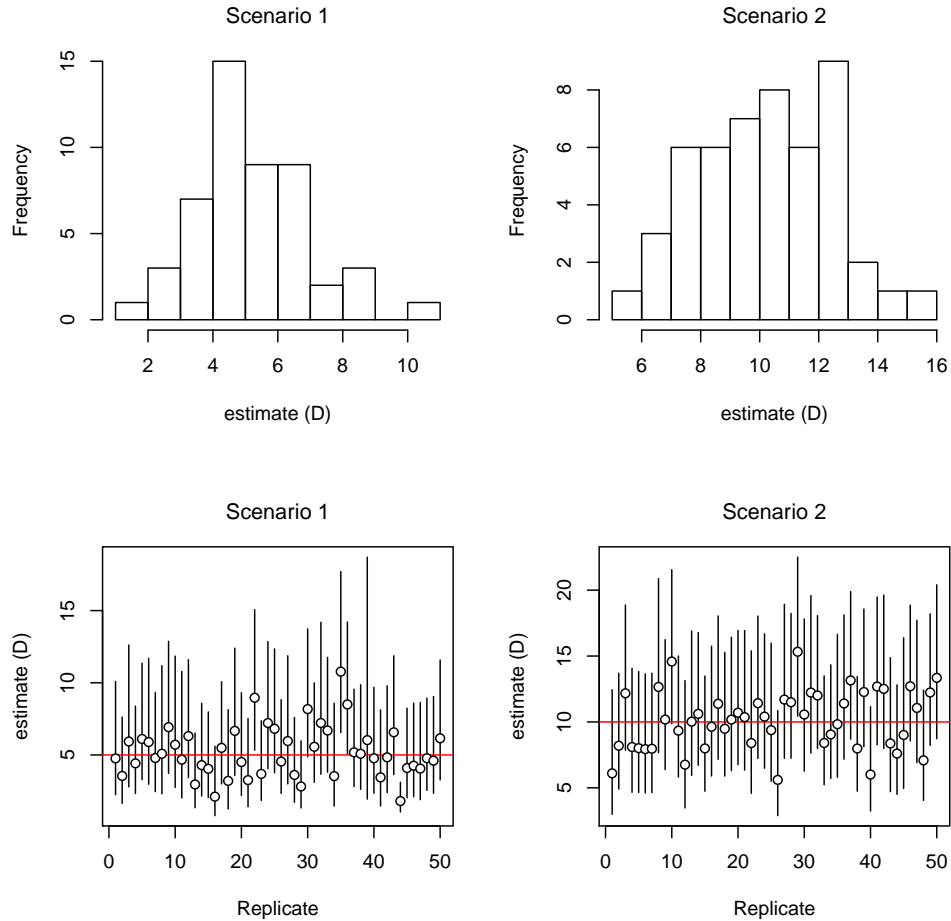 Scenario 1
Frequency
15
10
5
0
2 4 6 8 10
estimate (D)
Scenario 2
Frequency
8
6
4
2
0
6 8 10 12 14 16
estimate (D)
Scenario 1
estimate (D)
15
10
5
0 10 20 30 40 50
Replicate
Scenario 2
estimate (D)
20
15
10
5
0 10 20 30 40 50
Replicate